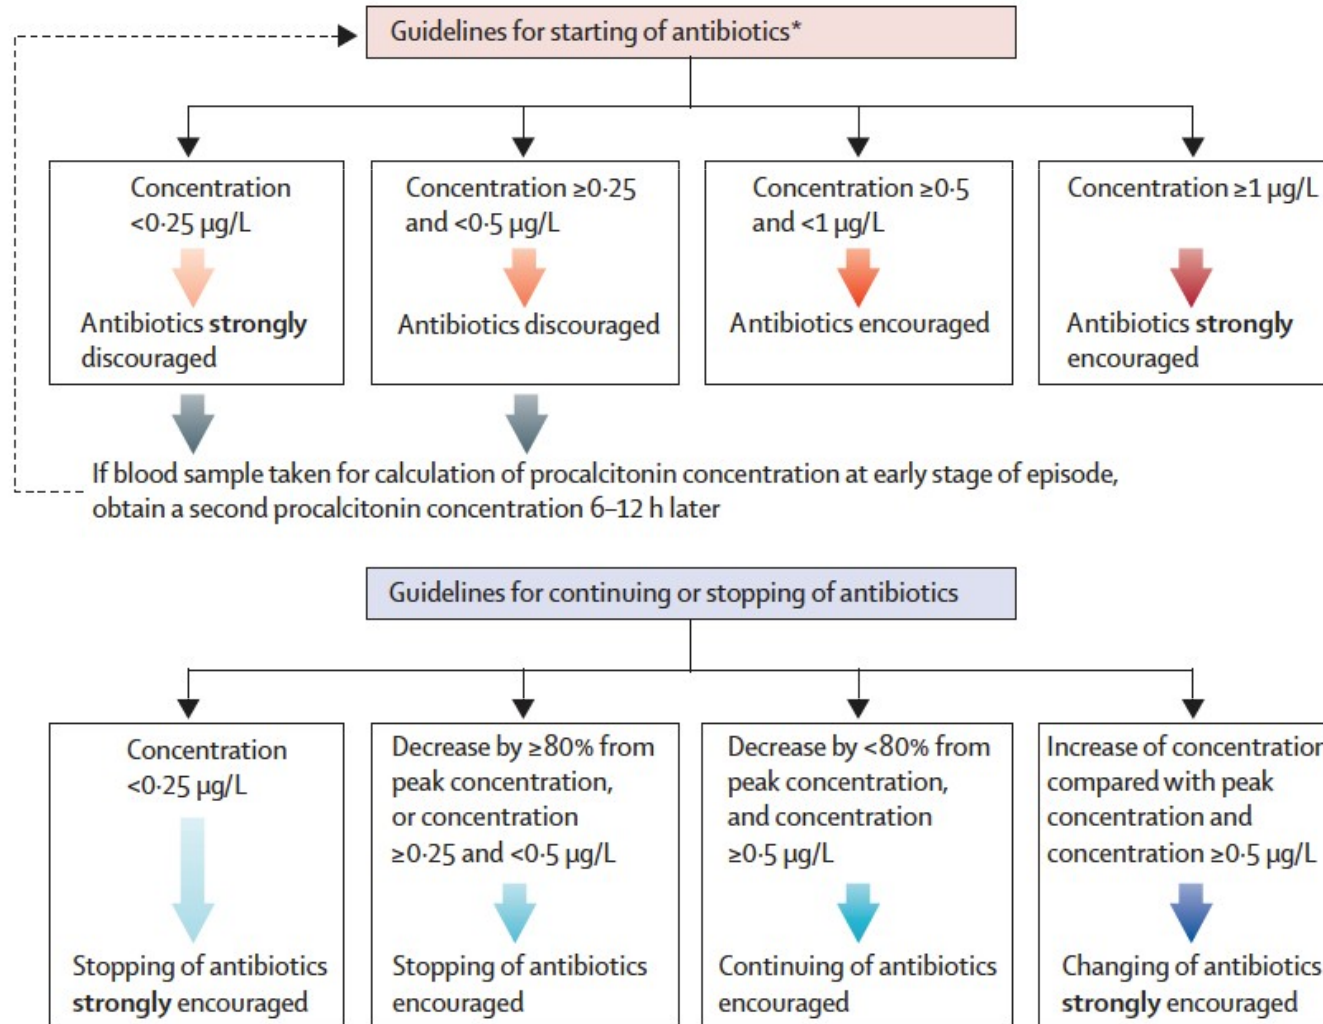 Guidelines for starting of antibiotics*
Concentration
<0·25 µg/L
Antibiotics strongly
discouraged
Concentration ≥0·25
and <0·5 µg/L
Antibiotics discouraged
Concentration ≥0·5
and <1 µg/L
Antibiotics encouraged
Concentration ≥1 µg/L
Antibiotics strongly
encouraged
If blood sample taken for calculation of procalcitonin concentration at early stage of episode,
obtain a second procalcitonin concentration 6–12 h later
Guidelines for continuing or stopping of antibiotics
Concentration
<0·25 µg/L
Stopping of antibiotics
strongly encouraged
Decrease by ≥80% from
peak concentration,
or concentration
≥0·25 and <0·5 µg/L
Stopping of antibiotics
encouraged
Decrease by <80% from
peak concentration,
and concentration
≥0·5 µg/L
Continuing of antibiotics
encouraged
Increase of concentration
compared with peak
concentration and
concentration ≥0·5 µg/L
Changing of antibiotics
strongly encouraged